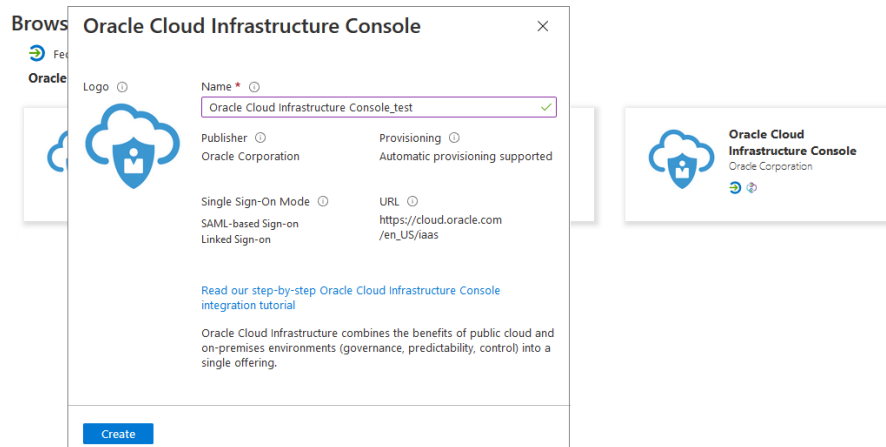 Brows
Oracle Cloud Infrastructure Console
Fe
Oracle
Logo
Name *
Oracle Cloud Infrastructure Console_test
Publisher
Provisioning
Oracle Corporation
Automatic provisioning supported
Single Sign-On Mode
URL
SAML-based Sign-on
Linked Sign-on
https://cloud.oracle.com
/en_US/iaas
Read our step-by-step Oracle Cloud Infrastructure Console
integration tutorial
Oracle Cloud Infrastructure combines the benefits of public cloud and
on-premises environments (governance, predictability, control) into a
single offering.
Create
Oracle Cloud
Infrastructure Console
Oracle Corporation